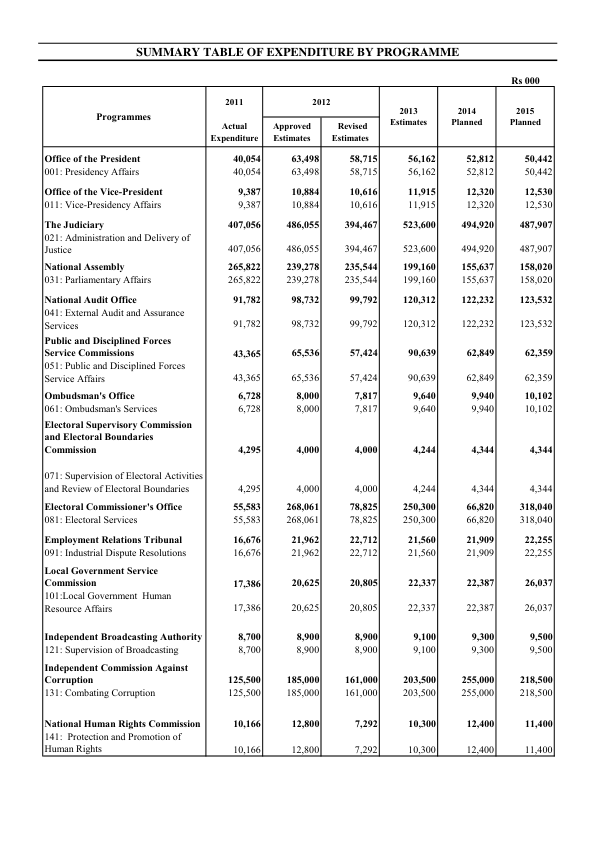 SUMMARY TABLE OF EXPENDITURE BY PROGRAMME
Rs 000
Programmes 2011 Actual Expenditure 2012 Approved Estimates Revised Estimates 2013 Estimates 2014 Planned 2015 Planned
Office of the President 40,054 63,498 58,715 56,162 52,812 50,442
001: Presidency Affairs 40,054 63,498 58,715 56,162 52,812 50,442
Office of the Vice-President 9,387 10,884 10,616 11,915 12,320 12,530
011: Vice-Presidency Affairs 9,387 10,884 10,616 11,915 12,320 12,530
The Judiciary 407,056 486,055 394,467 523,600 494,920 487,907
021: Administration and Delivery of
Justice 407,056 486,055 394,467 523,600 494,920 487,907
National Assembly 265,822 239,278 235,544 199,160 155,637 158,020
031: Parliamentary Affairs 265,822 239,278 235,544 199,160 155,637 158,020
National Audit Office 91,782 98,732 99,792 120,312 122,232 123,532
041: External Audit and Assurance
Services 91,782 98,732 99,792 120,312 122,232 123,532
Public and Disciplined Forces
Service Commissions 43,365 65,536 57,424 90,639 62,849 62,359
051: Public and Disciplined Forces
Service Affairs 43,365 65,536 57,424 90,639 62,849 62,359
Ombudsman's Office 6,728 8,000 7,817 9,640 9,940 10,102
061: Ombudsman's Services 6,728 8,000 7,817 9,640 9,940 10,102
Electoral Supervisory Commission
and Electoral Boundaries
Commission 4,295 4,000 4,000 4,244 4,344 4,344
071: Supervision of Electoral Activities
and Review of Electoral Boundaries 4,295 4,000 4,000 4,244 4,344 4,344
Electoral Commissioner's Office 55,583 268,061 78,825 250,300 66,820 318,040
081: Electoral Services 55,583 268,061 78,825 250,300 66,820 318,040
Employment Relations Tribunal 16,676 21,962 22,712 21,560 21,909 22,255
091: Industrial Dispute Resolutions 16,676 21,962 22,712 21,560 21,909 22,255
Local Government Service
Commission 17,386 20,625 20,805 22,337 22,387 26,037
101:Local Government Human
Resource Affairs 17,386 20,625 20,805 22,337 22,387 26,037
Independent Broadcasting Authority 8,700 8,900 8,900 9,100 9,300 9,500
121: Supervision of Broadcasting 8,700 8,900 8,900 9,100 9,300 9,500
Independent Commission Against
Corruption 125,500 185,000 161,000 203,500 255,000 218,500
131: Combating Corruption 125,500 185,000 161,000 203,500 255,000 218,500
National Human Rights Commission 10,166 12,800 7,292 10,300 12,400 11,400
141: Protection and Promotion of
Human Rights 10,166 12,800 7,292 10,300 12,400 11,400